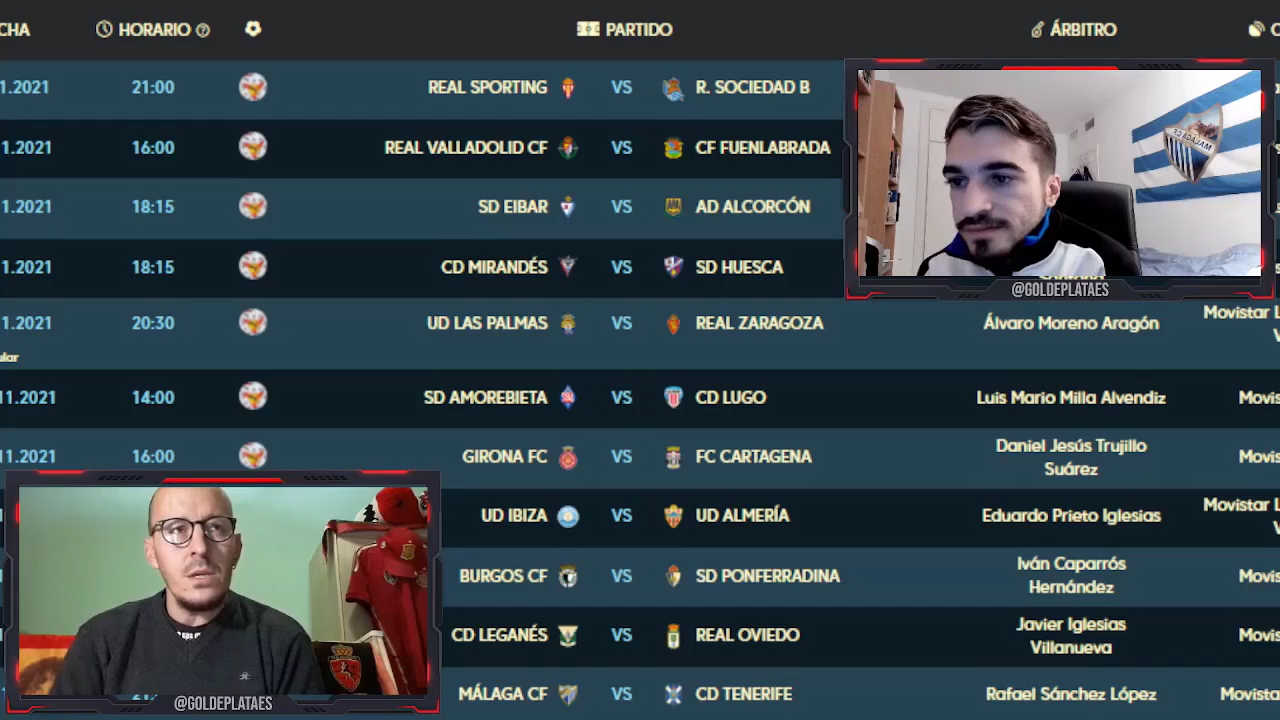 CHA HORARIO PARTIDO ÁRBITRO
1.2021 21:00 REAL SPORTING VS R. SOCIEDAD B
1.2021 16:00 REAL VALLADOLID CF VS CF FUENLABRADA
1.2021 18:15 SD EIBAR VS AD ALCORCÓN
1.2021 18:15 CD MIRANDÉS VS SD HUESCA
@GOLDEPLATAES
1.2021 20:30 UD LAS PALMAS VS REAL ZARAGOZA Álvaro Moreno Aragón Movistar L
ular
11.2021 14:00 SD AMOREBIETA VS CD LUGO Luis Mario Milla Alvendiz Movis
11.2021 16:00 GIRONA FC VS FC CARTAGENA Daniel Jesús Trujillo Movis
Suárez
UD IBIZA VS UD ALMERÍA Eduardo Prieto Iglesias Movistar L
V
BURGOS CF VS SD PONFERRADINA Iván Caparrós Movis
Hernández
CD LEGANÉS VS REAL OVIEDO Javier Iglesias Movis
Villanueva
MÁLAGA CF VS CD TENERIFE Rafael Sánchez López Movista
@GOLDEPLATAES